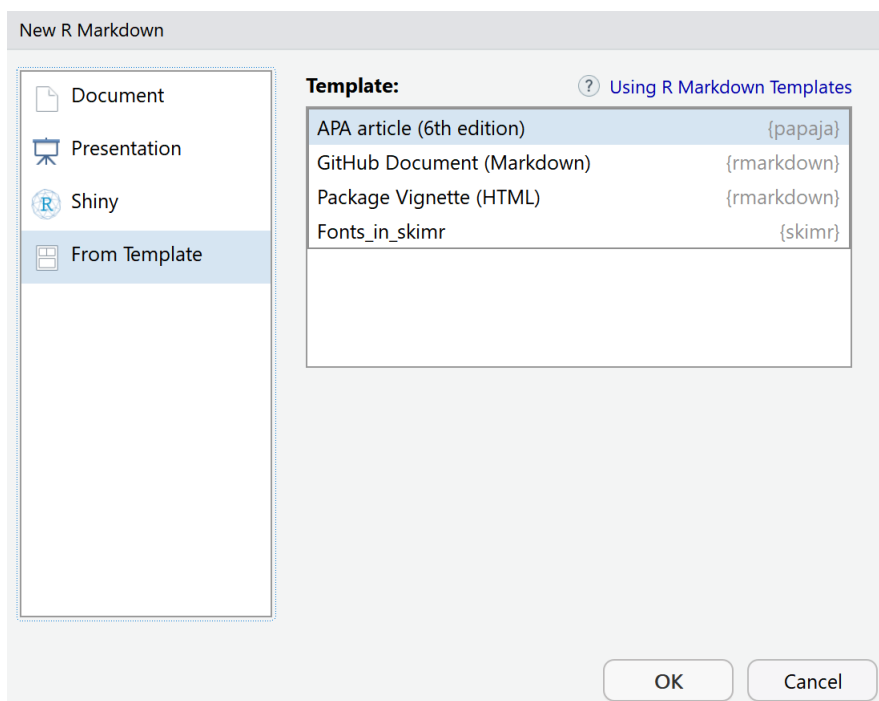 New R Markdown
Document
Presentation
R Shiny
From Template
Template:
? Using R Markdown Templates
APA article (6th edition) {papaja}
GitHub Document (Markdown) {rmarkdown}
Package Vignette (HTML) {rmarkdown}
Fonts_in_skimr {skimr}
OK Cancel